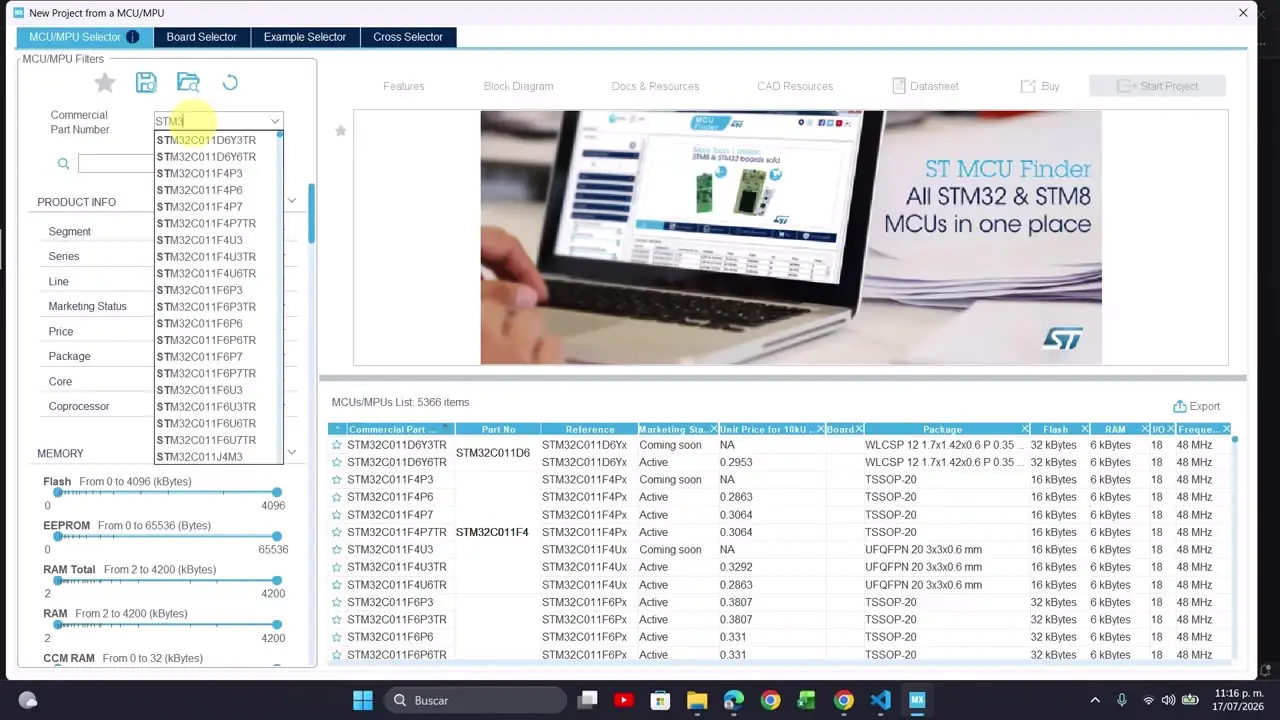 New Project from a MCU/MPU
MCU/MPU Selector
Board Selector
Example Selector
Cross Selector
MCU/MPU Filters
Commercial
Part Number
STM3
STM32C011D6Y3TR
STM32C011D6Y6TR
STM32C011F4P3
STM32C011F4P6
STM32C011F4P7
STM32C011F4P7TR
STM32C011F4U3
STM32C011F4U3TR
STM32C011F4U6TR
STM32C011F6P3
STM32C011F6P3TR
STM32C011F6P6
STM32C011F6P6TR
STM32C011F6P7
STM32C011F6P7TR
STM32C011F6U3
STM32C011F6U3TR
STM32C011F6U6TR
STM32C011F6U7TR
STM32C011J4M3
PRODUCT INFO
Segment
Series
Line
Marketing Status
Price
Package
Core
Coprocessor
MEMORY
Flash From 0 to 4096 (kBytes)
0 4096
EEPROM From 0 to 65536 (Bytes)
0 65536
RAM Total From 2 to 4200 (kBytes)
2 4200
RAM From 2 to 4200 (kBytes)
2 4200
CCM RAM From 0 to 32 (kBytes)
Features
Block Diagram
Docs & Resources
CAD Resources
Datasheet
Buy
Start Project
MCU
Finder
More than 1 million
STM8 & STM32 boards sold
ST MCU Finder
All STM32 & STM8
MCUs in one place
ST
MCUs/MPUs List: 5366 items
Export
* Commercial Part ... Part No Reference Marketing Sta... Unit Price for 10kU ... Board Package Flash RAM I/O Freque...
STM32C011D6Y3TR STM32C011D6 STM32C011D6Yx Coming soon NA WLCSP 12 1.7x1.42x0.6 P 0.35 ... 32 kBytes 6 kBytes 18 48 MHz
STM32C011D6Y6TR STM32C011D6Yx Active 0.2953 WLCSP 12 1.7x1.42x0.6 P 0.35 ... 32 kBytes 6 kBytes 18 48 MHz
STM32C011F4P3 STM32C011F4Px Coming soon NA TSSOP-20 16 kBytes 6 kBytes 18 48 MHz
STM32C011F4P6 STM32C011F4Px Active 0.2863 TSSOP-20 16 kBytes 6 kBytes 18 48 MHz
STM32C011F4P7 STM32C011F4Px Active 0.3064 TSSOP-20 16 kBytes 6 kBytes 18 48 MHz
STM32C011F4P7TR STM32C011F4 STM32C011F4Px Active 0.3064 TSSOP-20 16 kBytes 6 kBytes 18 48 MHz
STM32C011F4U3 STM32C011F4Ux Coming soon NA UFQFPN 20 3x3x0.6 mm 16 kBytes 6 kBytes 18 48 MHz
STM32C011F4U3TR STM32C011F4Ux Active 0.3292 UFQFPN 20 3x3x0.6 mm 16 kBytes 6 kBytes 18 48 MHz
STM32C011F4U6TR STM32C011F4Ux Active 0.2863 UFQFPN 20 3x3x0.6 mm 16 kBytes 6 kBytes 18 48 MHz
STM32C011F6P3 STM32C011F6Px Active 0.3807 TSSOP-20 32 kBytes 6 kBytes 18 48 MHz
STM32C011F6P3TR STM32C011F6Px Active 0.3807 TSSOP-20 32 kBytes 6 kBytes 18 48 MHz
STM32C011F6P6 STM32C011F6Px Active 0.331 TSSOP-20 32 kBytes 6 kBytes 18 48 MHz
STM32C011F6P6TR STM32C011F6Px Active 0.331 TSSOP-20 32 kBytes 6 kBytes 18 48 MHz
Buscar
MX
11:16 p. m.
17/07/2026